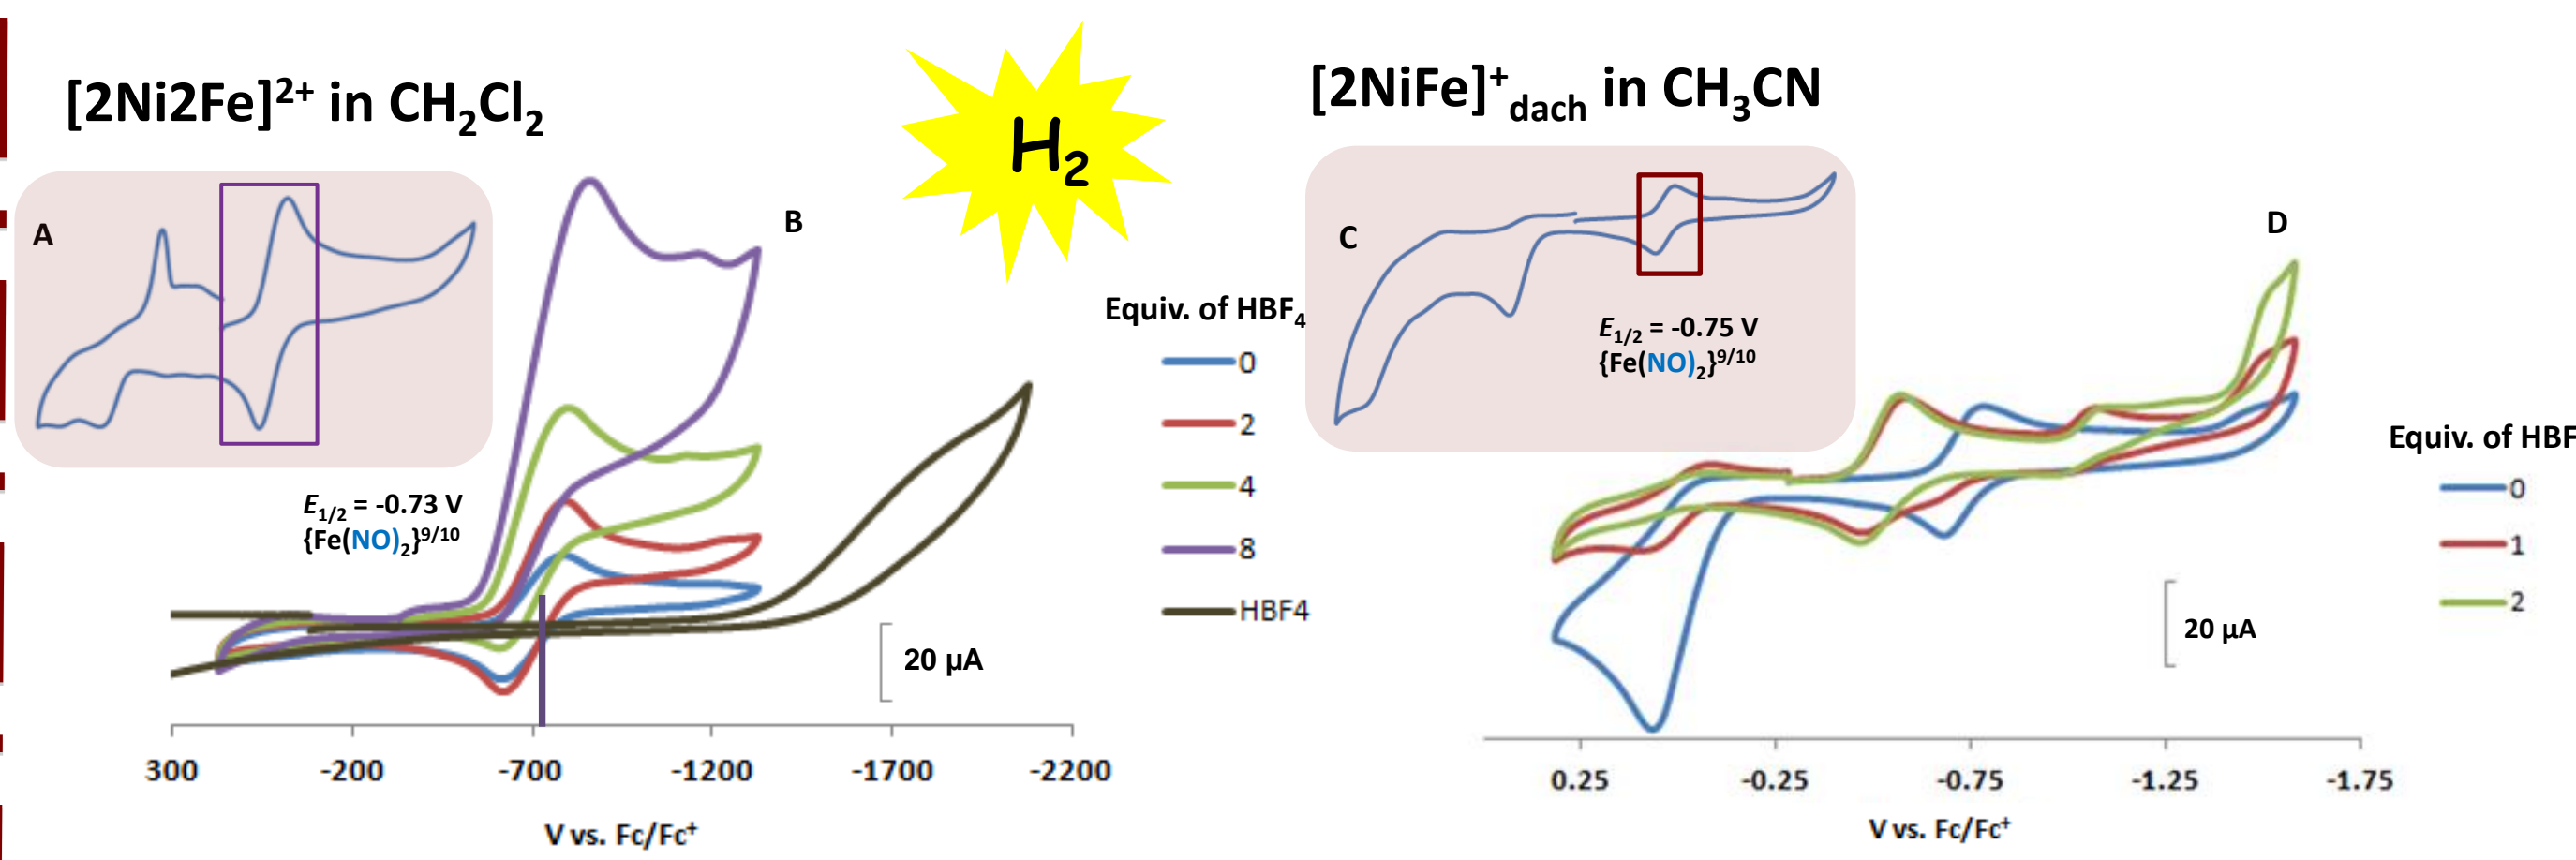 [2Ni2Fe]²⁺ in CH₂Cl₂
A
E₁/₂ = -0.73 V
{Fe(NO)₂}⁹/¹⁰
B
H₂
Equiv. of HBF₄
0
2
4
8
HBF4
20 µA
300 -200 -700 -1200 -1700 -2200
V vs. Fc/Fc⁺
[2NiFe]⁺dach in CH₃CN
C
E₁/₂ = -0.75 V
{Fe(NO)₂}⁹/¹⁰
D
Equiv. of HBF
0
1
2
20 µA
0.25 -0.25 -0.75 -1.25 -1.75
V vs. Fc/Fc⁺